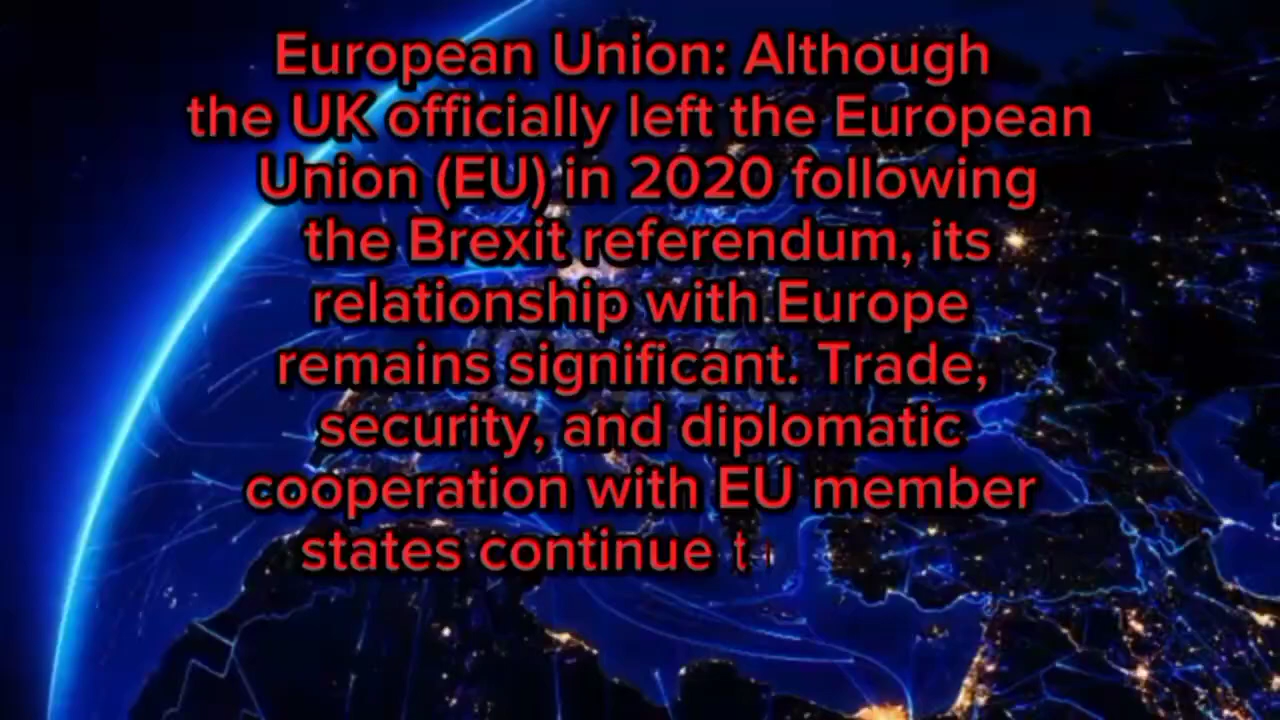 European Union: Although
the UK officially left the European
Union (EU) in 2020 following
the Brexit referendum, its
relationship with Europe
remains significant. Trade,
security, and diplomatic
cooperation with EU member
states continue